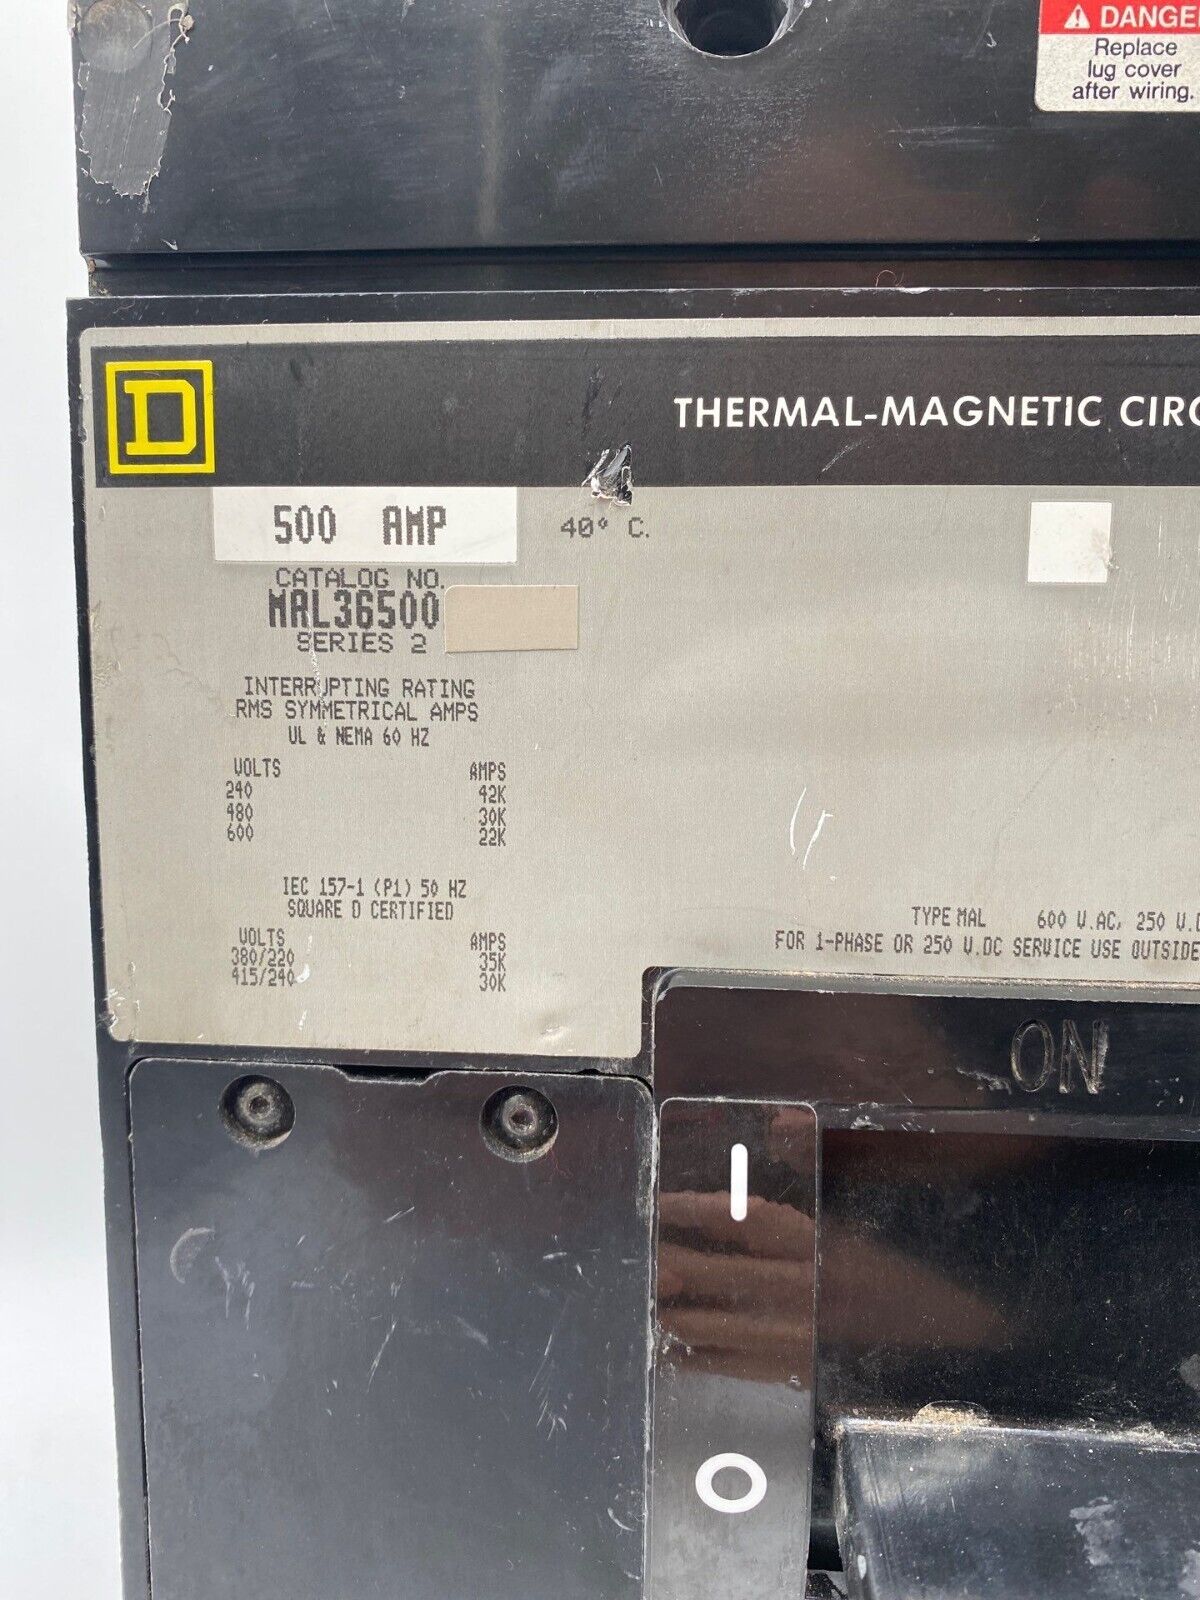 DANGER
Replace
lug cover
after wiring.
D
THERMAL-MAGNETIC CIRC
500 AMP
40° C.
CATALOG NO.
MAL36500
SERIES 2
INTERRUPTING RATING
RMS SYMMETRICAL AMPS
UL & NEMA 60 HZ
VOLTS AMPS
240 42K
480 30K
600 22K
IEC 157-1 (P1) 50 HZ
SQUARE D CERTIFIED
VOLTS AMPS
380/220 35K
415/240 30K
TYPE MAL 600 V.AC, 250 V.D
FOR 1-PHASE OR 250 V.DC SERVICE USE OUTSIDE
ON
I
O